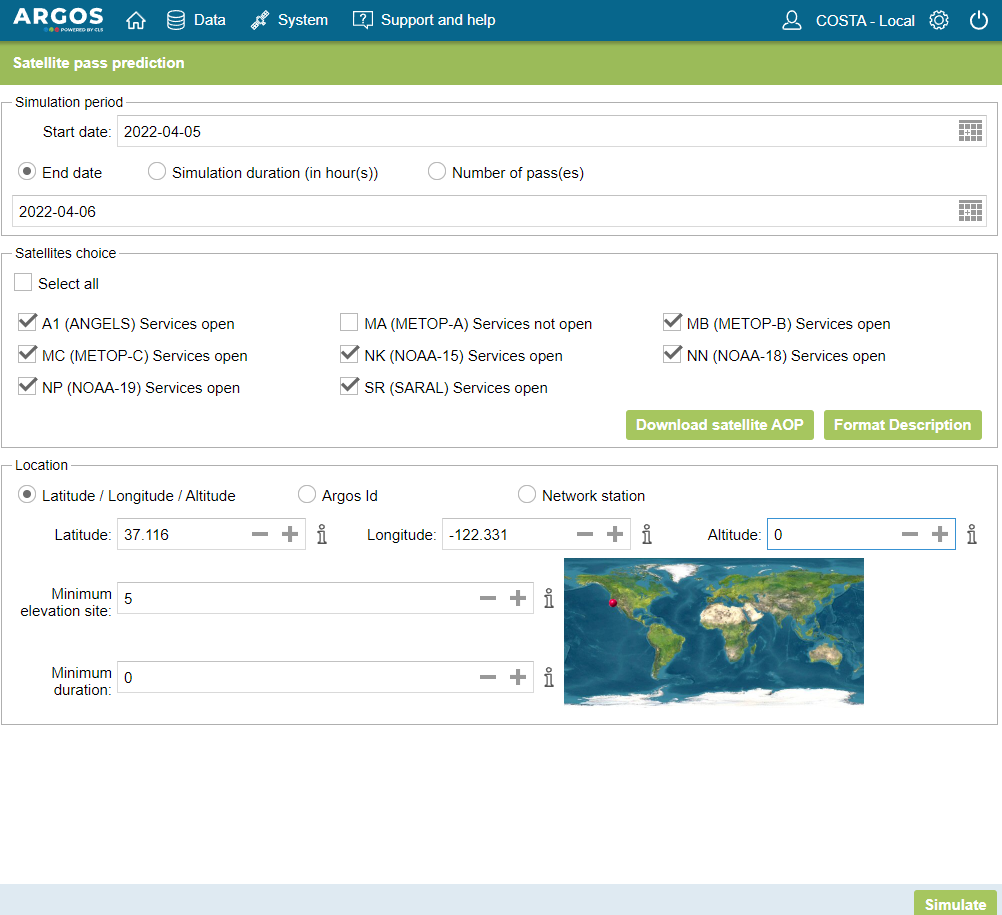 ARGOS Data System Support and help COSTA - Local
POWERED BY CLS
Satellite pass prediction
Simulation period
Start date: 2022-04-05
End date Simulation duration (in hour(s)) Number of pass(es)
2022-04-06
Satellites choice
Select all
A1 (ANGELS) Services open MA (METOP-A) Services not open MB (METOP-B) Services open
MC (METOP-C) Services open NK (NOAA-15) Services open NN (NOAA-18) Services open
NP (NOAA-19) Services open SR (SARAL) Services open
Download satellite AOP Format Description
Location
Latitude / Longitude / Altitude Argos Id Network station
Latitude: 37.116 Longitude: -122.331 Altitude: 0
Minimum
elevation site: 5
Minimum
duration: 0
Simulate